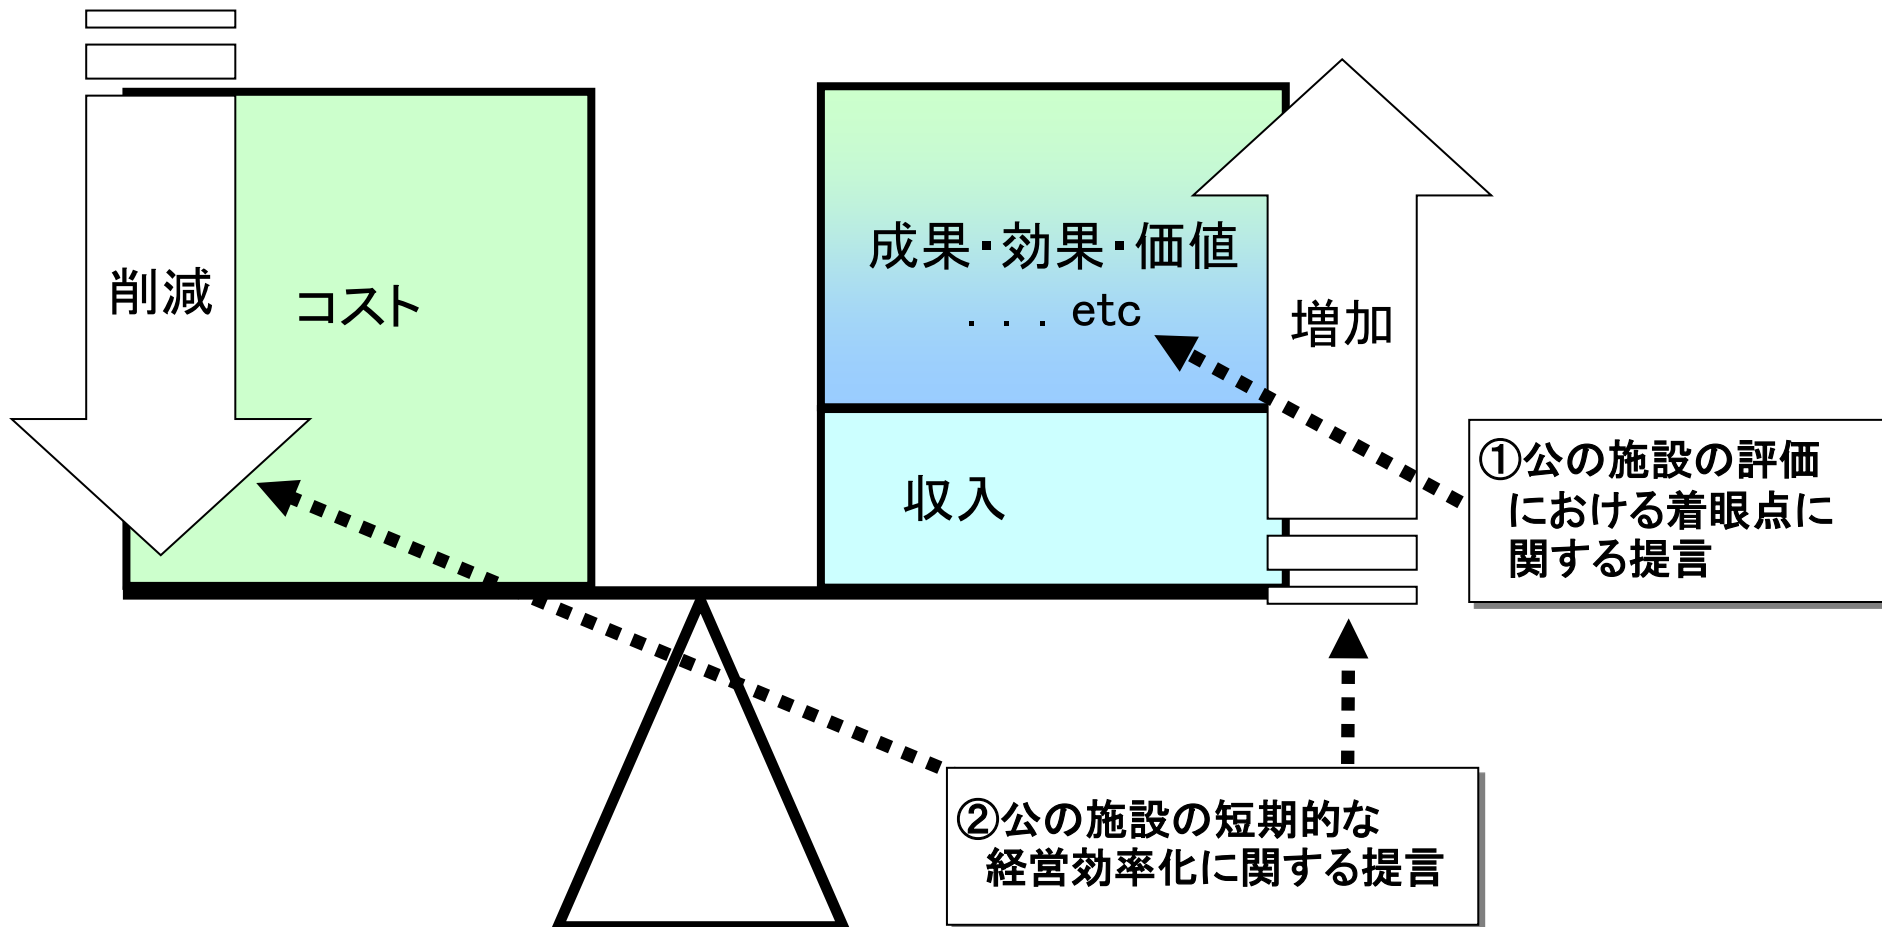 削減
コスト
成果・効果・価値
．．．etc
増加
収入
①公の施設の評価
における着眼点に
関する提言
②公の施設の短期的な
経営効率化に関する提言